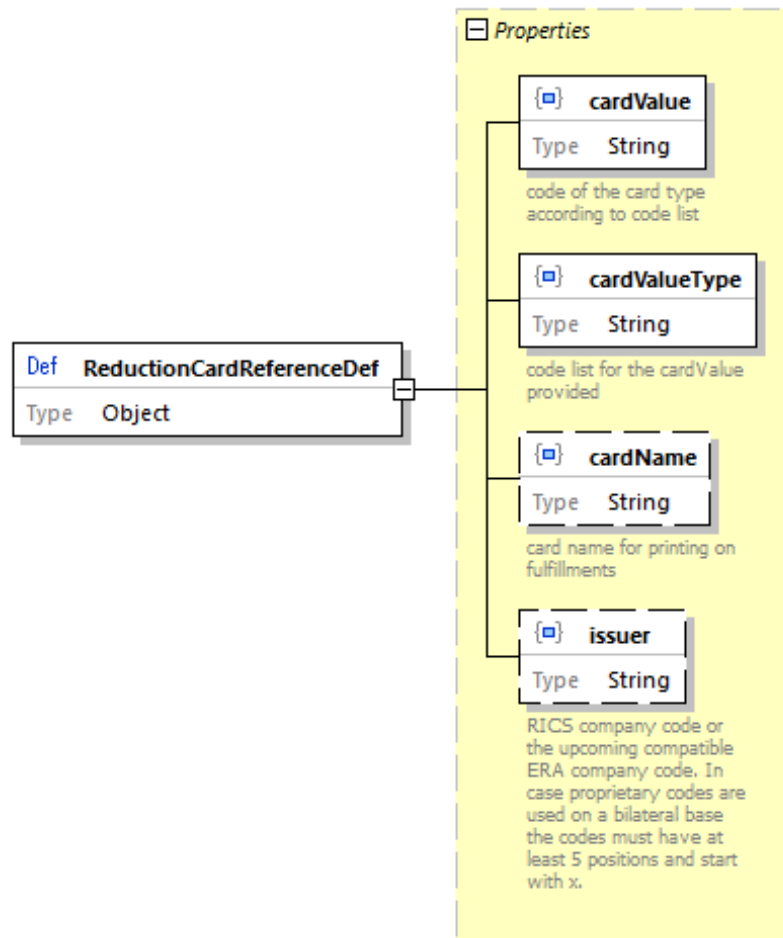 Properties
{} cardValue
Type String
code of the card type
according to code list
{} cardValueType
Type String
code list for the cardValue
provided
Def ReductionCardReferenceDef
Type Object
{} cardName
Type String
card name for printing on
fulfillments
{} issuer
Type String
RICS company code or
the upcoming compatible
ERA company code. In
case proprietary codes are
used on a bilateral base
the codes must have at
least 5 positions and start
with x.